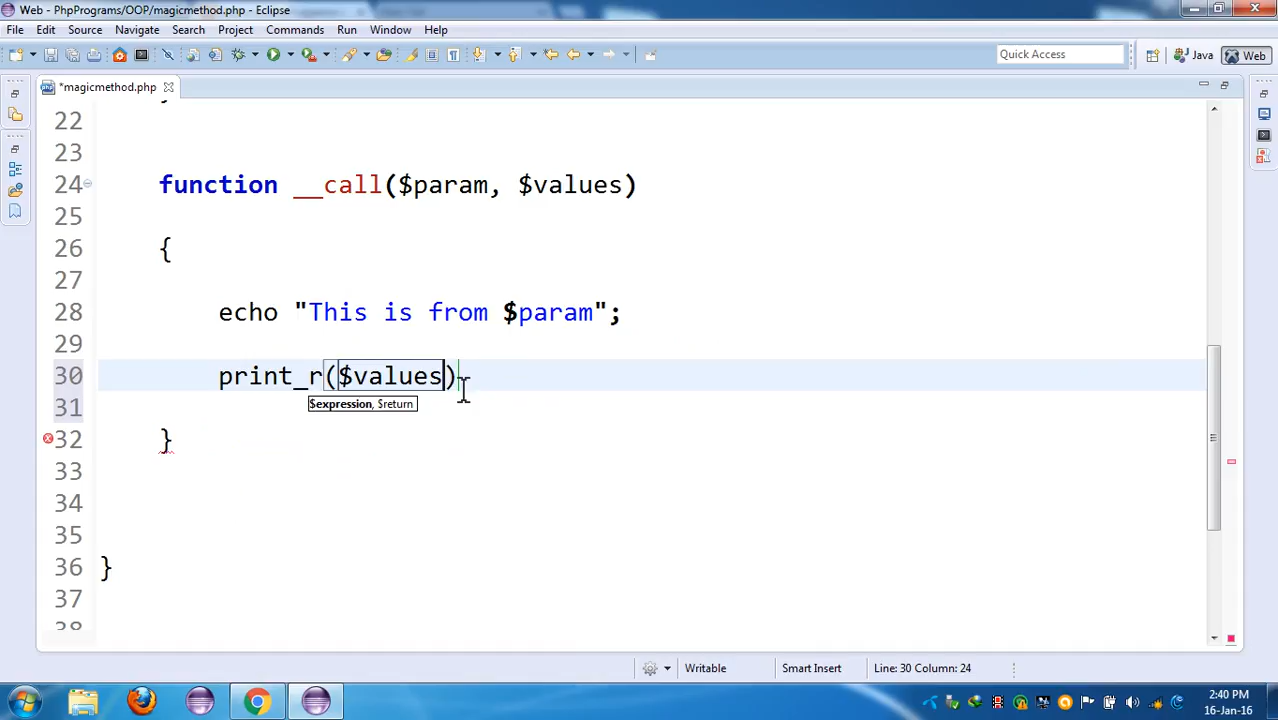 Web - PhpPrograms/OOP/magicmethod.php - Eclipse
File Edit Source Navigate Search Project Commands Run Window Help
Quick Access Java Web
*magicmethod.php
}
22
23
24 function __call($param, $values)
25
26 {
27
28 echo "This is from $param";
29
30 print_r($values)
$expression, $return
31
32 }
33
34
35
36 }
37
38
Writable Smart Insert Line: 30 Column: 24
2:40 PM
16-Jan-16